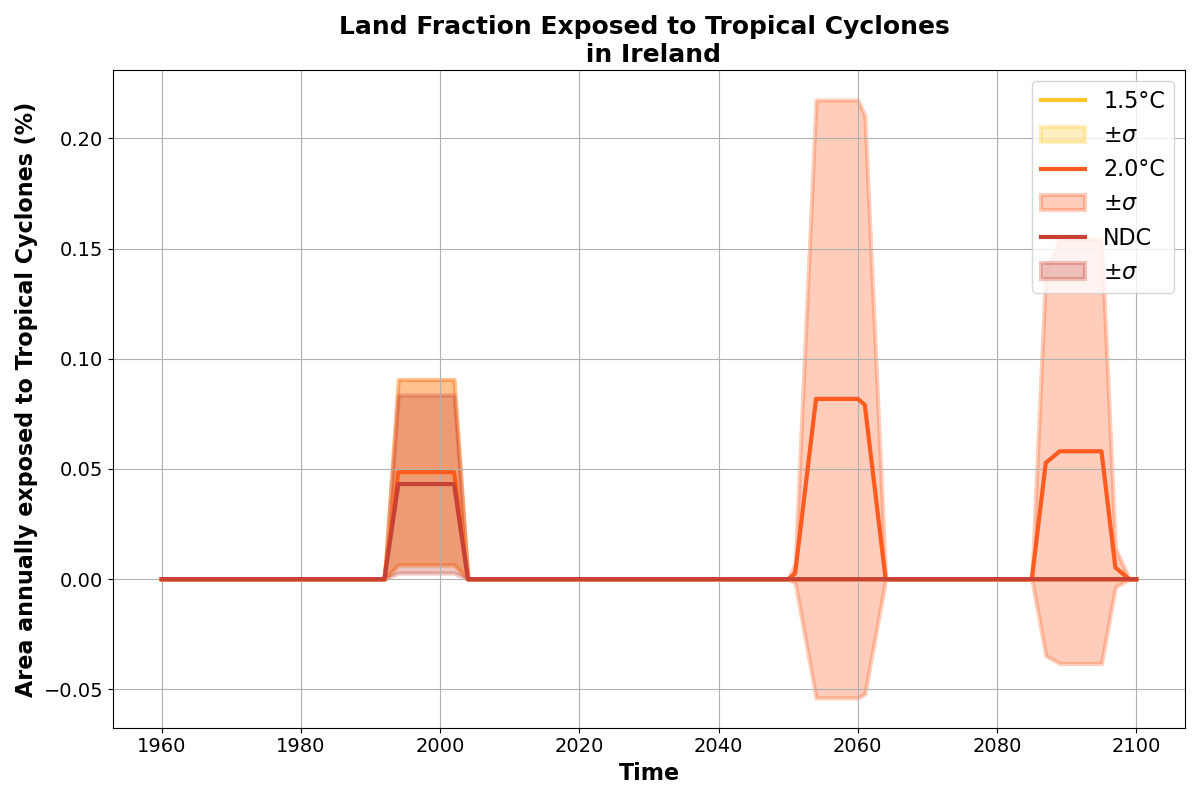 Land Fraction Exposed to Tropical Cyclones
in Ireland
Area annually exposed to Tropical Cyclones (%)
0.20
0.15
0.10
0.05
0.00
−0.05
1960
1980
2000
2020
2040
2060
2080
2100
Time
1.5°C
±σ
2.0°C
±σ
NDC
±σ